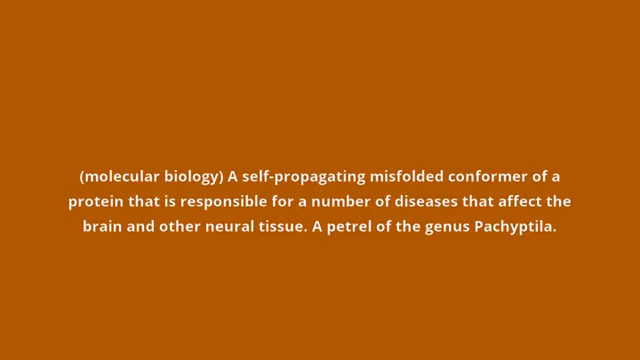 (molecular biology) A self-propagating misfolded conformer of a
protein that is responsible for a number of diseases that affect the
brain and other neural tissue. A petrel of the genus Pachyptila.